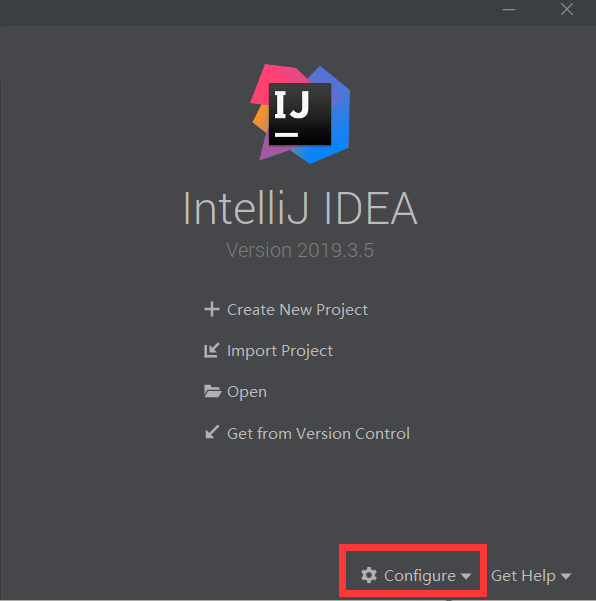 IJ
IntelliJ IDEA
Version 2019.3.5
Create New Project
Import Project
Open
Get from Version Control
Configure Get Help